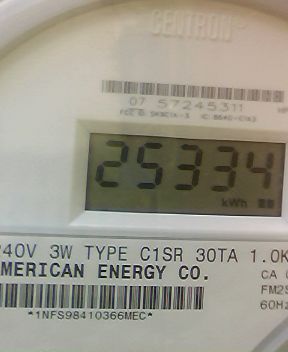 CENTRON
07 57245311
25334
kWh
240V 3W TYPE C1SR 30TA 1.0K
AMERICAN ENERGY CO.
CA
FM2S
60Hz
*1NFS98410366MEC*